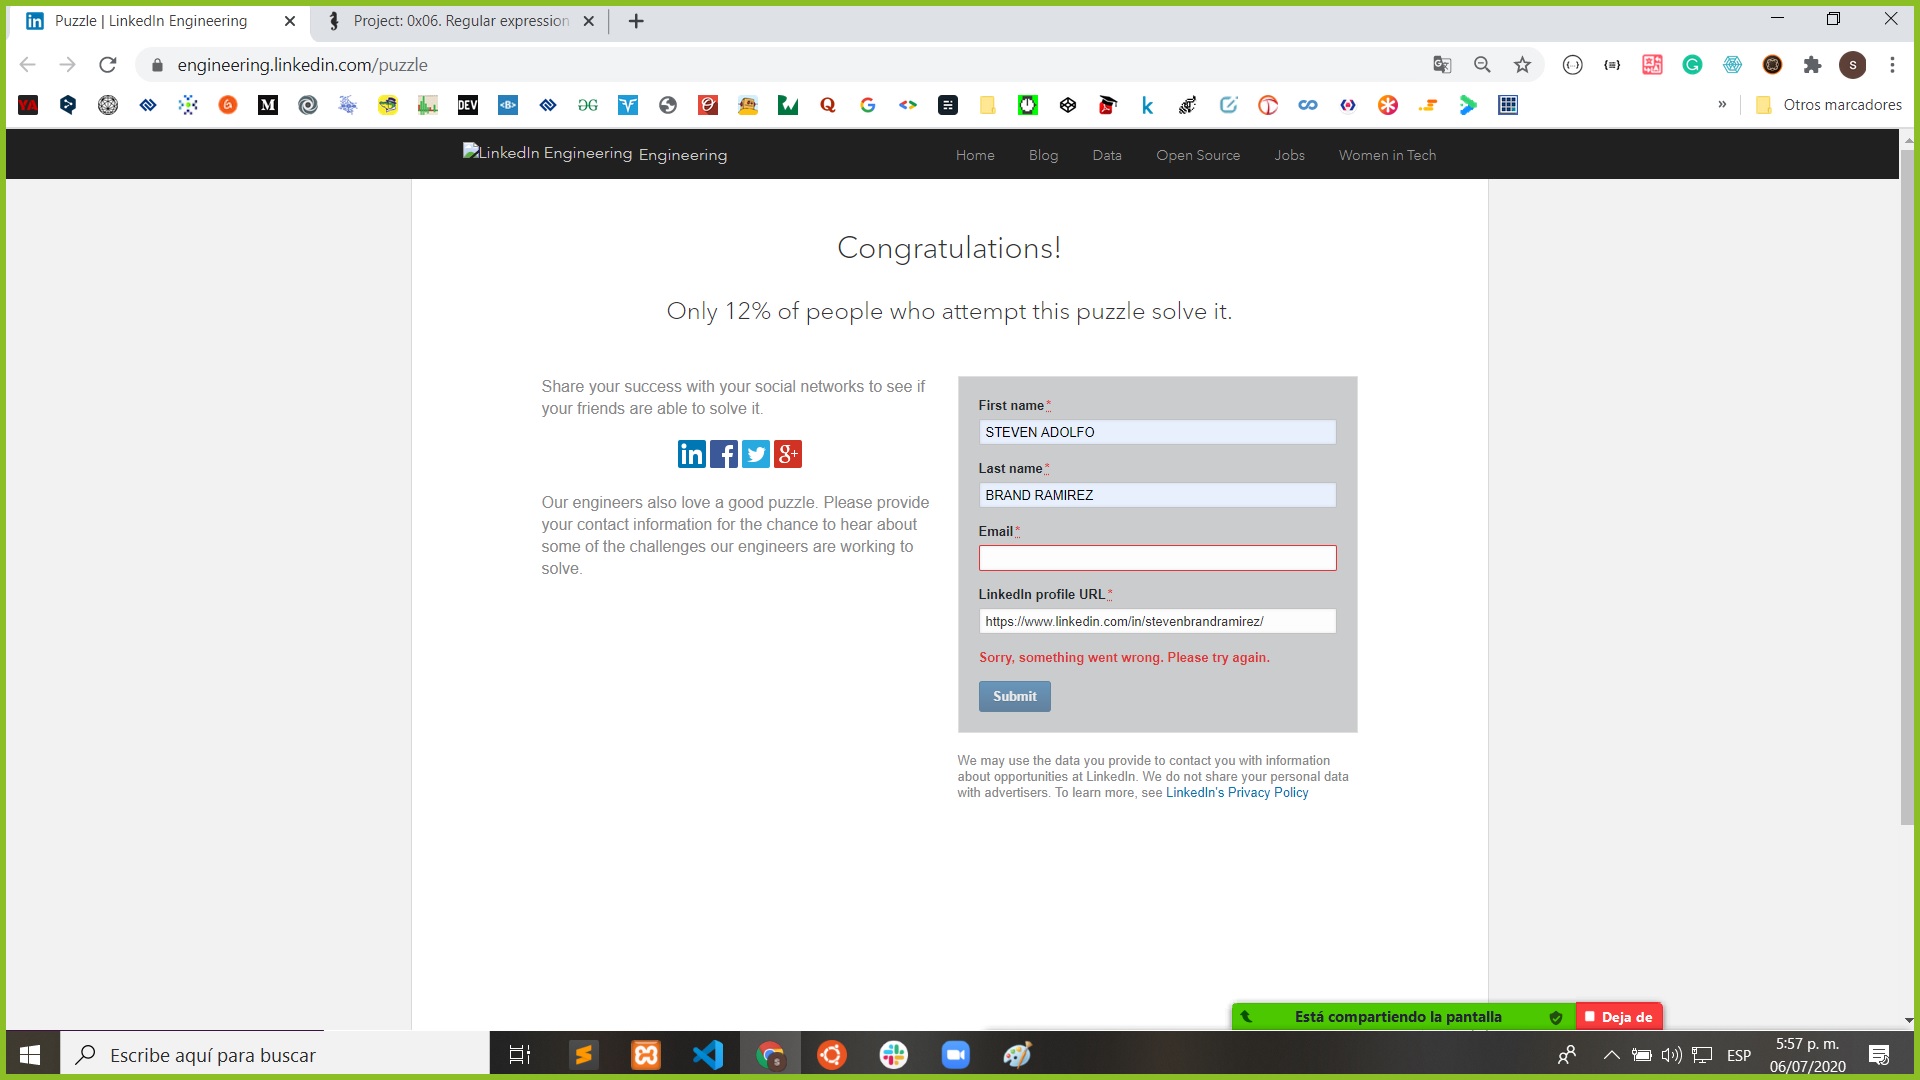 Puzzle | LinkedIn Engineering
Project: 0x06. Regular expression
engineering.linkedin.com/puzzle
S
YA
M
DEV
<B>
Q
G
k
»
Otros marcadores
LinkedIn Engineering Engineering
Home
Blog
Data
Open Source
Jobs
Women in Tech
Congratulations!
Only 12% of people who attempt this puzzle solve it.
Share your success with your social networks to see if
your friends are able to solve it.
in f g+
Our engineers also love a good puzzle. Please provide
your contact information for the chance to hear about
some of the challenges our engineers are working to
solve.
First name*
STEVEN ADOLFO
Last name*
BRAND RAMIREZ
Email*
LinkedIn profile URL*
https://www.linkedin.com/in/stevenbrandramirez/
Sorry, something went wrong. Please try again.
Submit
We may use the data you provide to contact you with information
about opportunities at LinkedIn. We do not share your personal data
with advertisers. To learn more, see LinkedIn's Privacy Policy
Está compartiendo la pantalla
Deja de
Escribe aquí para buscar
ESP
5:57 p. m.
06/07/2020